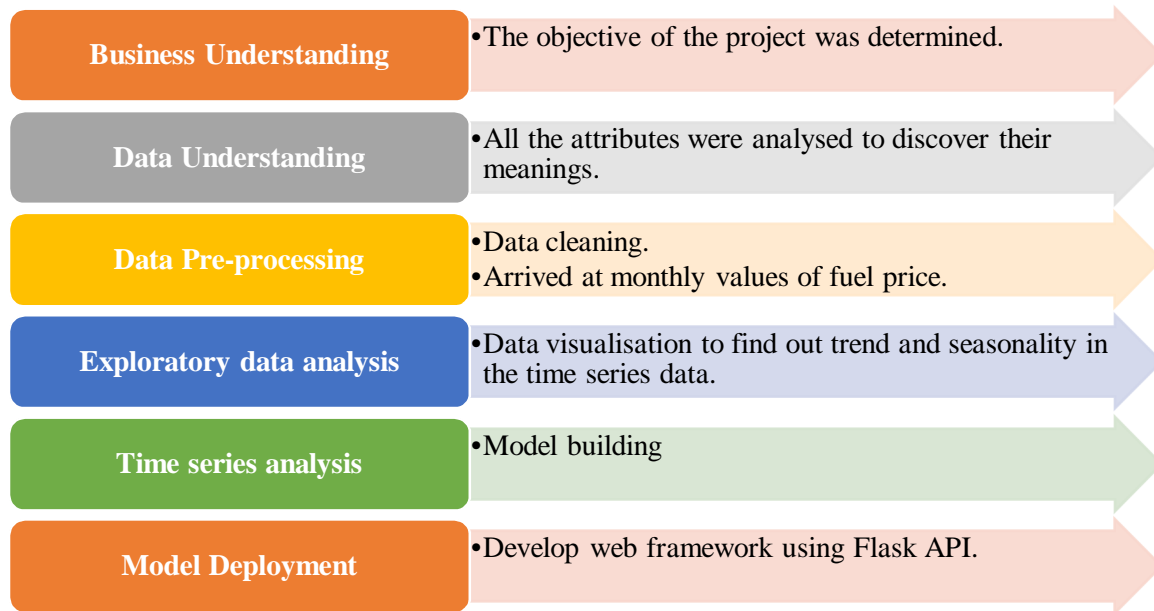 Business Understanding
•The objective of the project was determined.
Data Understanding
•All the attributes were analysed to discover their
meanings.
Data Pre-processing
•Data cleaning.
•Arrived at monthly values of fuel price.
Exploratory data analysis
•Data visualisation to find out trend and seasonality in
the time series data.
Time series analysis
•Model building
Model Deployment
•Develop web framework using Flask API.